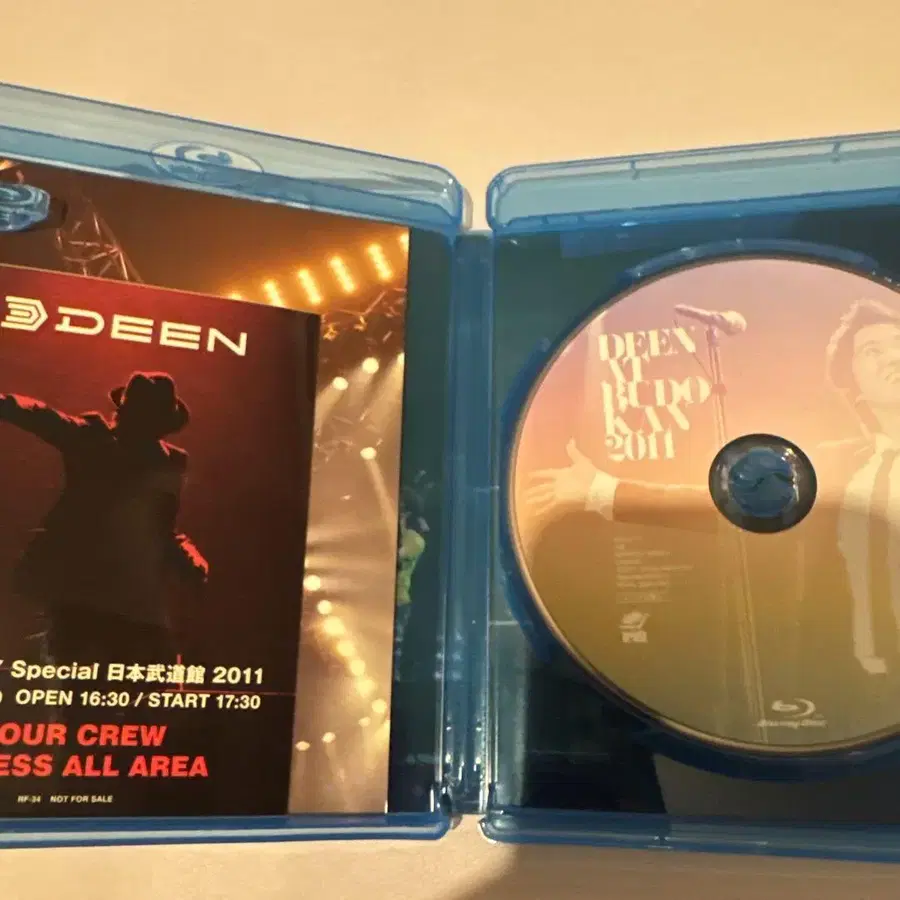 DEEN
Special 日本武道館 2011
OPEN 16:30 / START 17:30
OUR CREW
ESS ALL AREA
RF-34 NOT FOR SALE
DEEN
AT
BUDO
KAN
2011
Blu-ray Disc